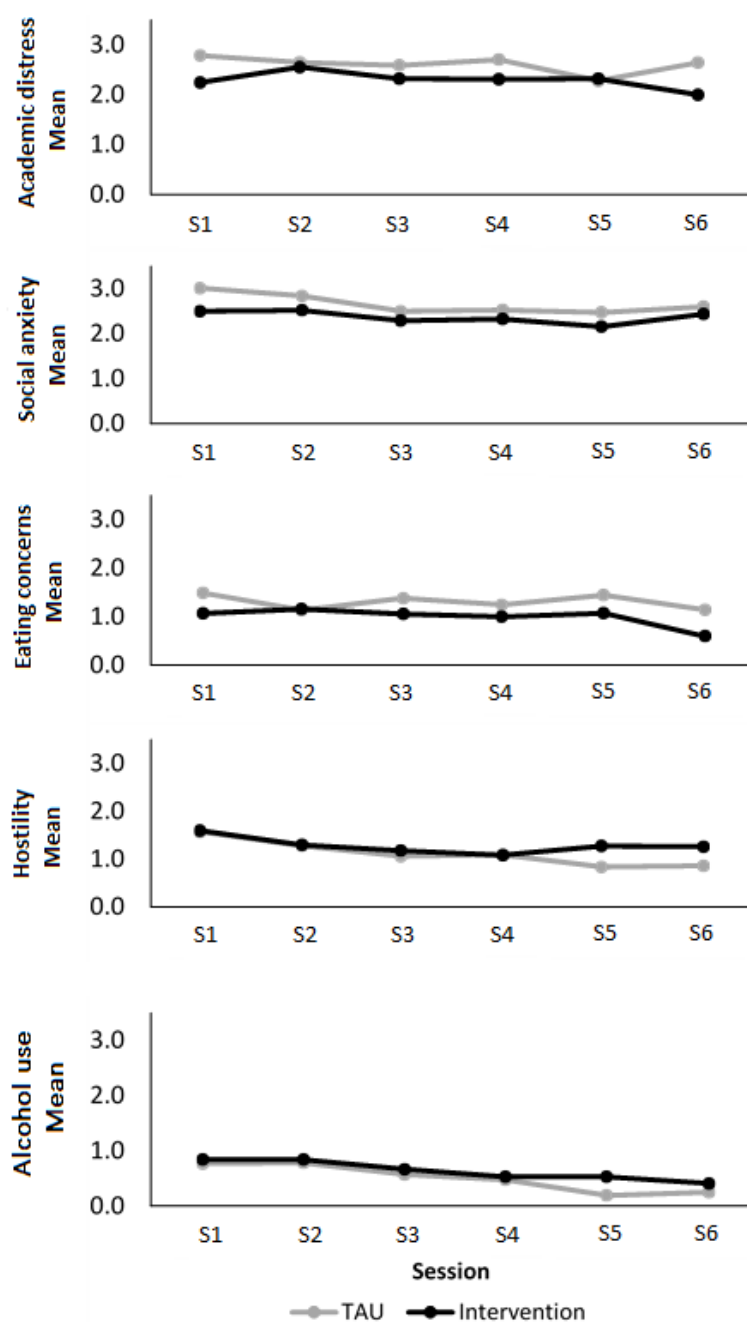 Academic distress
Mean
3.0
2.0
1.0
0.0
S1 S2 S3 S4 S5 S6
Social anxiety
Mean
3.0
2.0
1.0
0.0
S1 S2 S3 S4 S5 S6
Eating concerns
Mean
3.0
2.0
1.0
0.0
S1 S2 S3 S4 S5 S6
Hostility
Mean
3.0
2.0
1.0
0.0
S1 S2 S3 S4 S5 S6
Alcohol use
Mean
3.0
2.0
1.0
0.0
S1 S2 S3 S4 S5 S6
Session
TAU Intervention